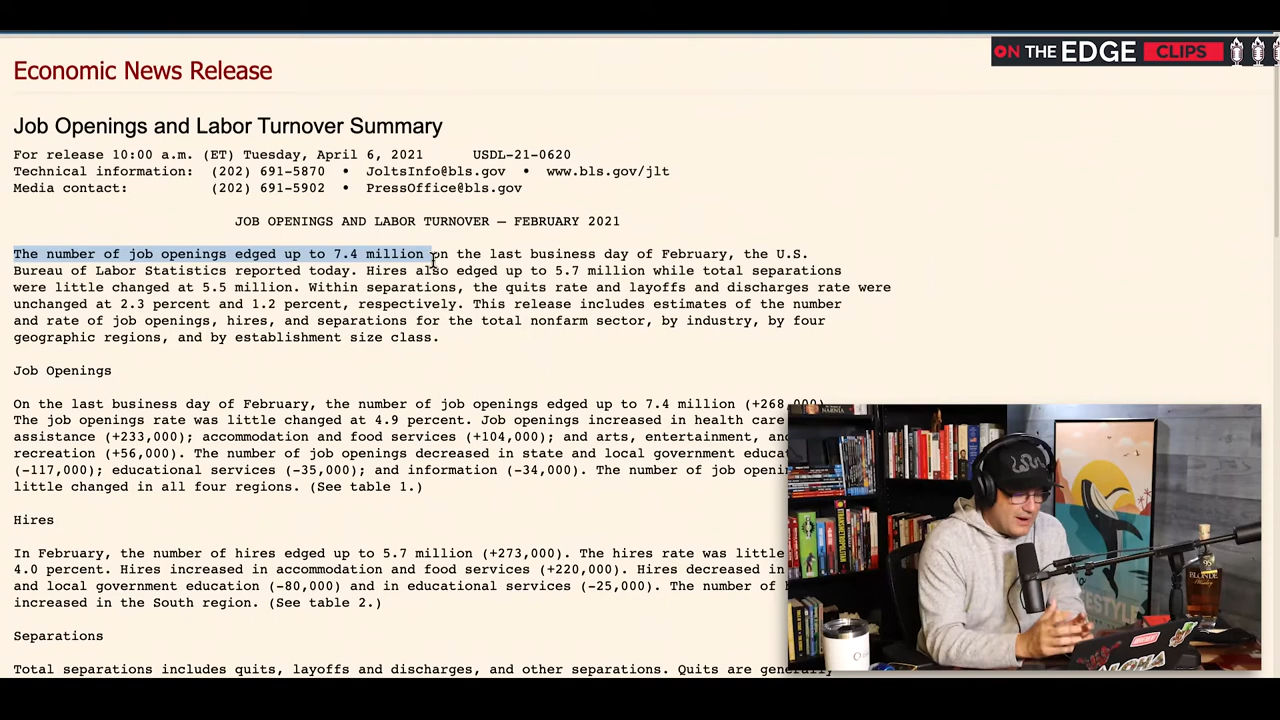 ON THE EDGE CLIPS
Economic News Release
Job Openings and Labor Turnover Summary
For release 10:00 a.m. (ET) Tuesday, April 6, 2021 USDL-21-0620
Technical information: (202) 691-5870 • JoltsInfo@bls.gov • www.bls.gov/jlt
Media contact: (202) 691-5902 • PressOffice@bls.gov
JOB OPENINGS AND LABOR TURNOVER – FEBRUARY 2021
The number of job openings edged up to 7.4 million on the last business day of February, the U.S.
Bureau of Labor Statistics reported today. Hires also edged up to 5.7 million while total separations
were little changed at 5.5 million. Within separations, the quits rate and layoffs and discharges rate were
unchanged at 2.3 percent and 1.2 percent, respectively. This release includes estimates of the number
and rate of job openings, hires, and separations for the total nonfarm sector, by industry, by four
geographic regions, and by establishment size class.
Job Openings
On the last business day of February, the number of job openings edged up to 7.4 million (+268,000).
The job openings rate was little changed at 4.9 percent. Job openings increased in health care
assistance (+233,000); accommodation and food services (+104,000); and arts, entertainment, and
recreation (+56,000). The number of job openings decreased in state and local government educa
(-117,000); educational services (-35,000); and information (-34,000). The number of job openi
little changed in all four regions. (See table 1.)
Hires
In February, the number of hires edged up to 5.7 million (+273,000). The hires rate was little
4.0 percent. Hires increased in accommodation and food services (+220,000). Hires decreased in
and local government education (-80,000) and in educational services (-25,000). The number of
increased in the South region. (See table 2.)
Separations
Total separations includes quits, layoffs and discharges, and other separations. Quits are generally
NARNIA
BLONDE
ALOHA